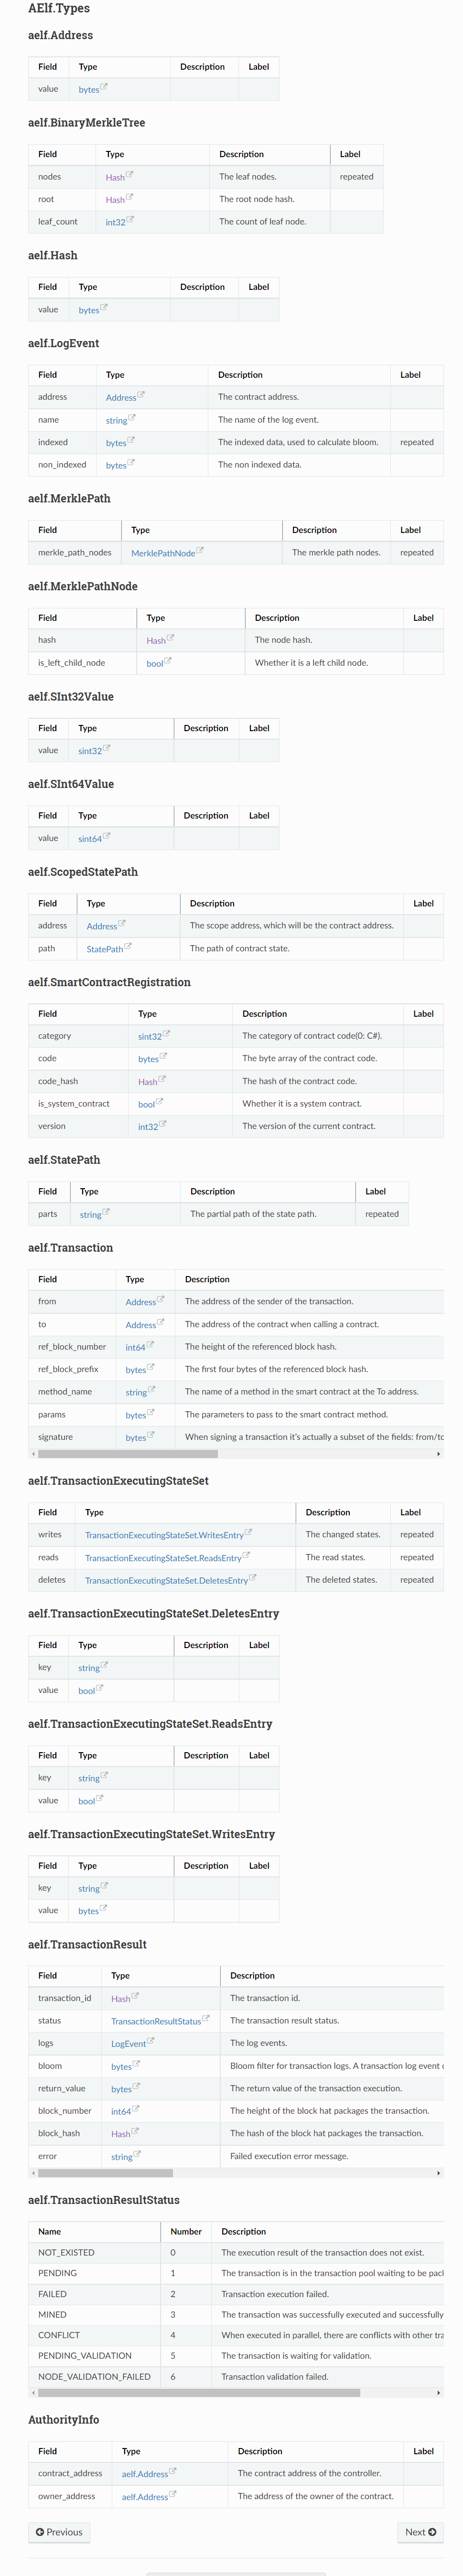 AElf.Types
aelf.Address
Field Type Description Label
value bytes
aelf.BinaryMerkleTree
Field Type Description Label
nodes Hash The leaf nodes. repeated
root Hash The root node hash.
leaf_count int32 The count of leaf node.
aelf.Hash
Field Type Description Label
value bytes
aelf.LogEvent
Field Type Description Label
address Address The contract address.
name string The name of the log event.
indexed bytes The indexed data, used to calculate bloom. repeated
non_indexed bytes The non indexed data.
aelf.MerklePath
Field Type Description Label
merkle_path_nodes MerklePathNode The merkle path nodes. repeated
aelf.MerklePathNode
Field Type Description Label
hash Hash The node hash.
is_left_child_node bool Whether it is a left child node.
aelf.SInt32Value
Field Type Description Label
value sint32
aelf.SInt64Value
Field Type Description Label
value sint64
aelf.ScopedStatePath
Field Type Description Label
address Address The scope address, which will be the contract address.
path StatePath The path of contract state.
aelf.SmartContractRegistration
Field Type Description Label
category sint32 The category of contract code(0: C#).
code bytes The byte array of the contract code.
code_hash Hash The hash of the contract code.
is_system_contract bool Whether it is a system contract.
version int32 The version of the current contract.
aelf.StatePath
Field Type Description Label
parts string The partial path of the state path. repeated
aelf.Transaction
Field Type Description
from Address The address of the sender of the transaction.
to Address The address of the contract when calling a contract.
ref_block_number int64 The height of the referenced block hash.
ref_block_prefix bytes The first four bytes of the referenced block hash.
method_name string The name of a method in the smart contract at the To address.
params bytes The parameters to pass to the smart contract method.
signature bytes When signing a transaction it's actually a subset of the fields: from/to
aelf.TransactionExecutingStateSet
Field Type Description Label
writes TransactionExecutingStateSet.WritesEntry The changed states. repeated
reads TransactionExecutingStateSet.ReadsEntry The read states. repeated
deletes TransactionExecutingStateSet.DeletesEntry The deleted states. repeated
aelf.TransactionExecutingStateSet.DeletesEntry
Field Type Description Label
key string
value bool
aelf.TransactionExecutingStateSet.ReadsEntry
Field Type Description Label
key string
value bool
aelf.TransactionExecutingStateSet.WritesEntry
Field Type Description Label
key string
value bytes
aelf.TransactionResult
Field Type Description
transaction_id Hash The transaction id.
status TransactionResultStatus The transaction result status.
logs LogEvent The log events.
bloom bytes Bloom filter for transaction logs. A transaction log event
return_value bytes The return value of the transaction execution.
block_number int64 The height of the block hat packages the transaction.
block_hash Hash The hash of the block hat packages the transaction.
error string Failed execution error message.
aelf.TransactionResultStatus
Name Number Description
NOT_EXISTED 0 The execution result of the transaction does not exist.
PENDING 1 The transaction is in the transaction pool waiting to be pac
FAILED 2 Transaction execution failed.
MINED 3 The transaction was successfully executed and successfully
CONFLICT 4 When executed in parallel, there are conflicts with other tra
PENDING_VALIDATION 5 The transaction is waiting for validation.
NODE_VALIDATION_FAILED 6 Transaction validation failed.
AuthorityInfo
Field Type Description Label
contract_address aelf.Address The contract address of the controller.
owner_address aelf.Address The address of the owner of the contract.
Previous Next